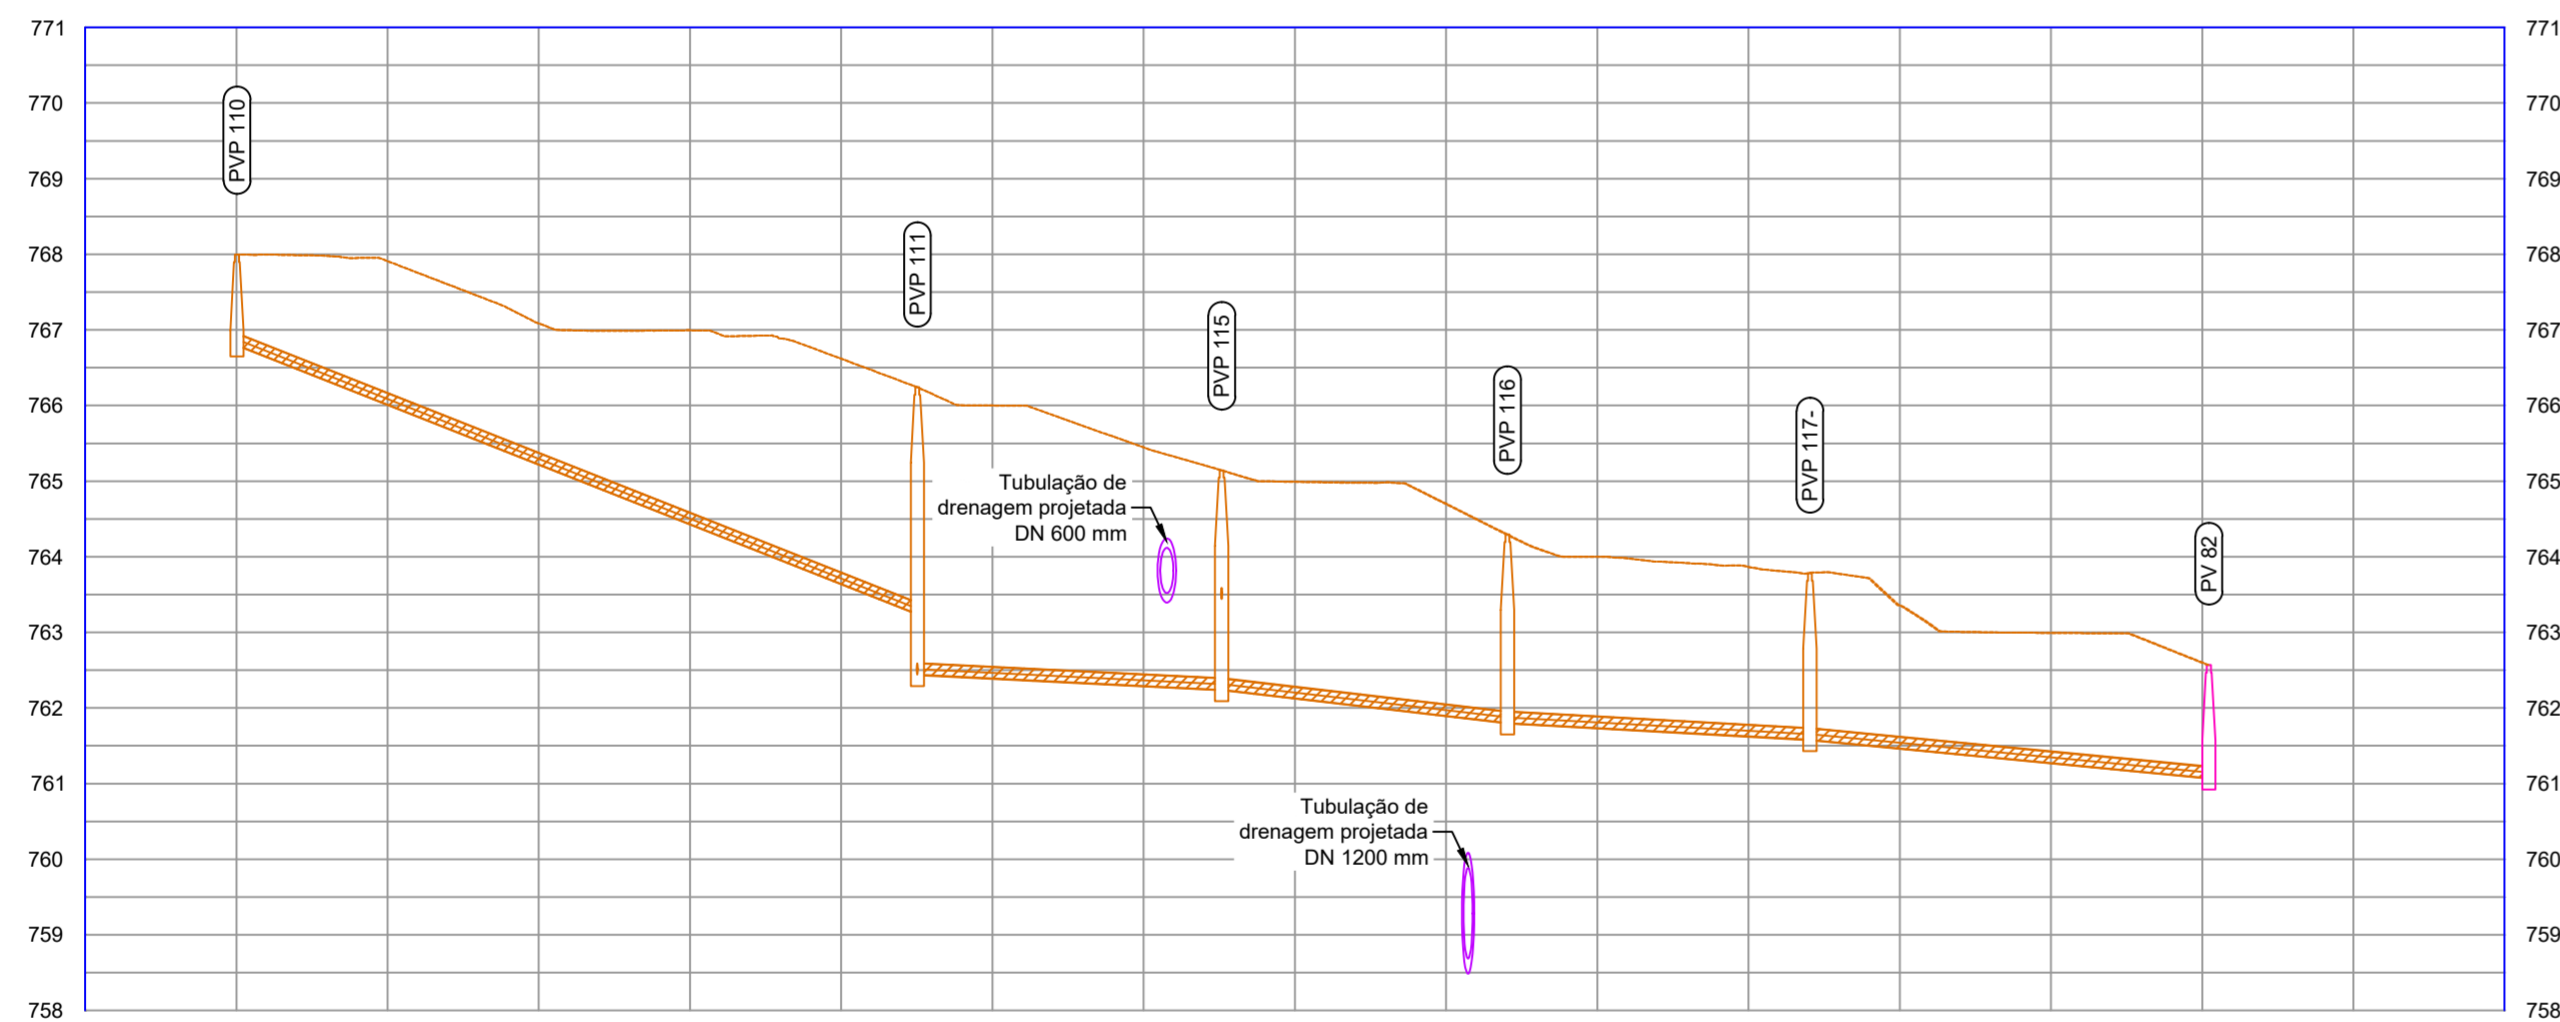 771
771
770
770
769
769
768
768
767
767
766
766
765
765
764
764
763
763
762
762
761
761
760
760
759
759
758
758
PVP 110
PVP 111
PVP 115
PVP 116
PVP 117-
PV 82
Tubulação de
drenagem projetada
DN 600 mm
Tubulação de
drenagem projetada
DN 1200 mm